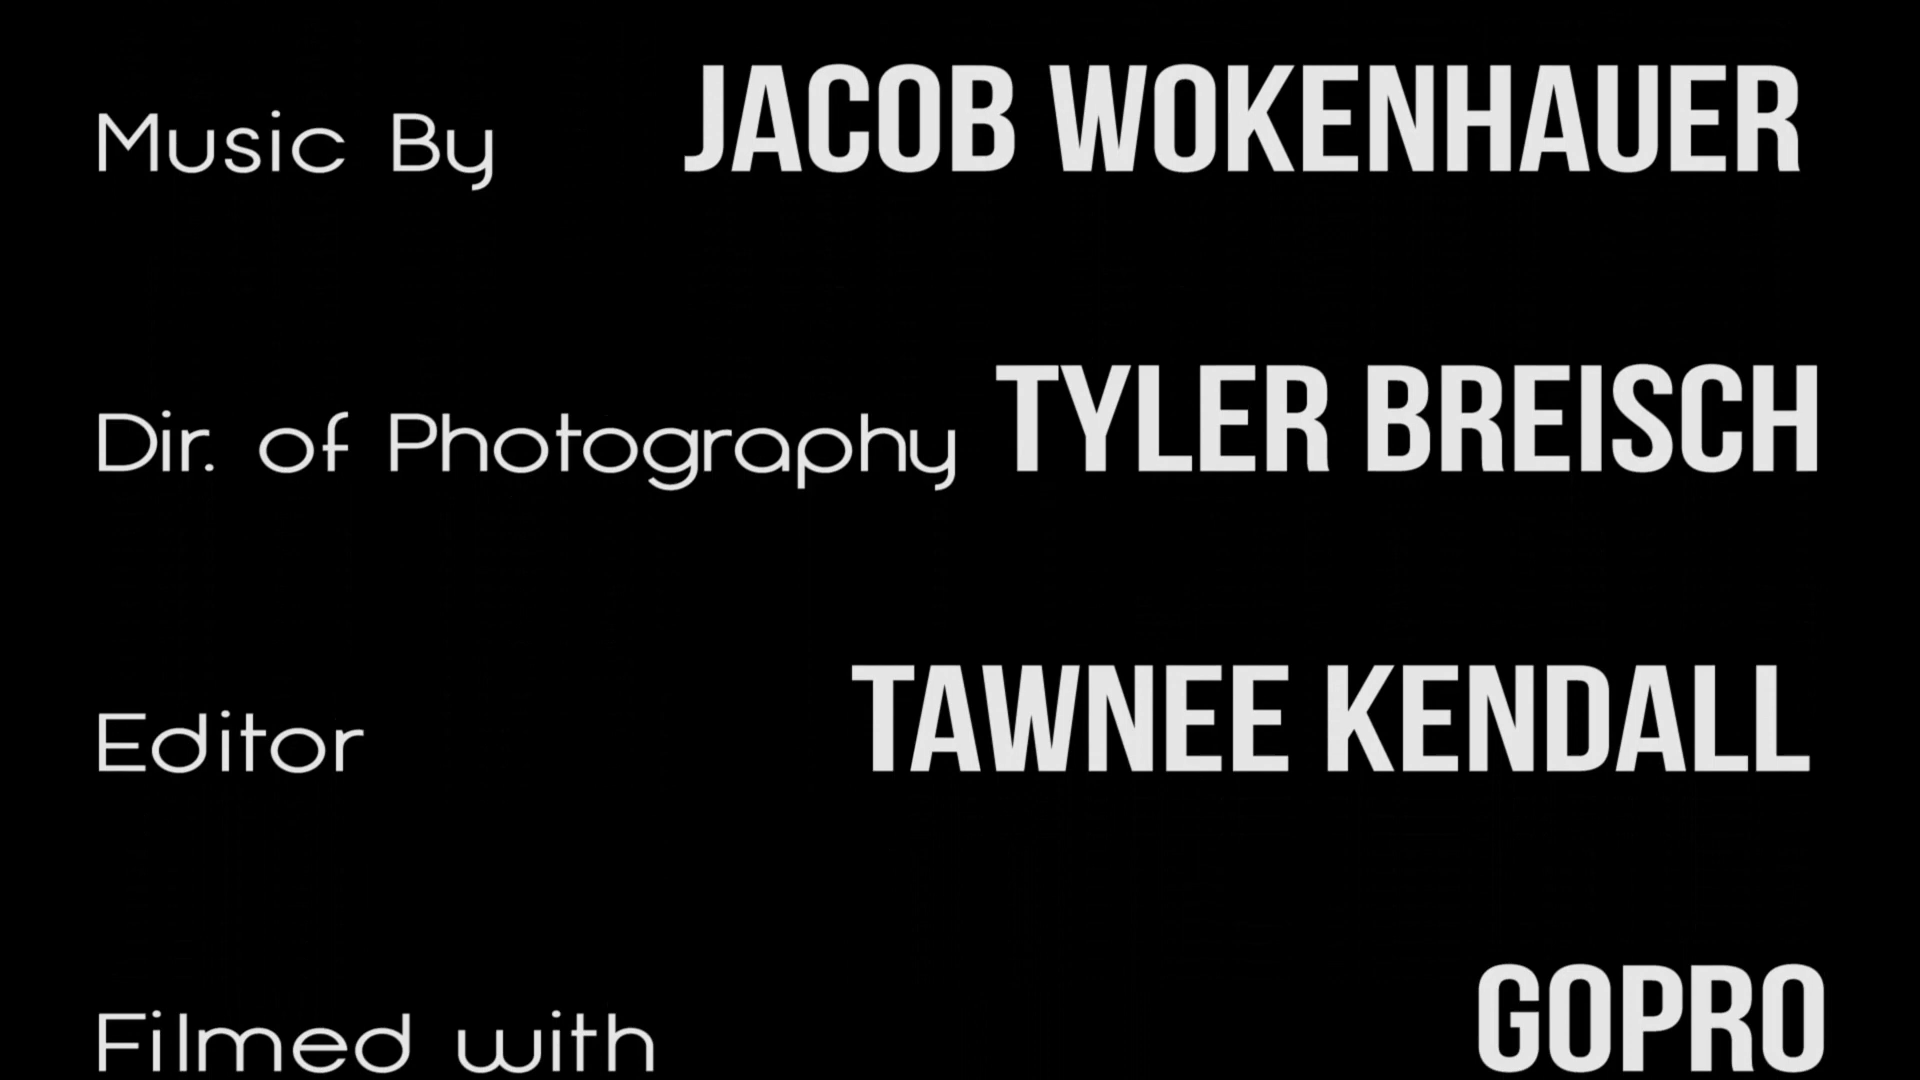 Music By JACOB WOKENHAUER
Dir. of Photography TYLER BREISCH
Editor TAWNEE KENDALL
Filmed with GOPRO